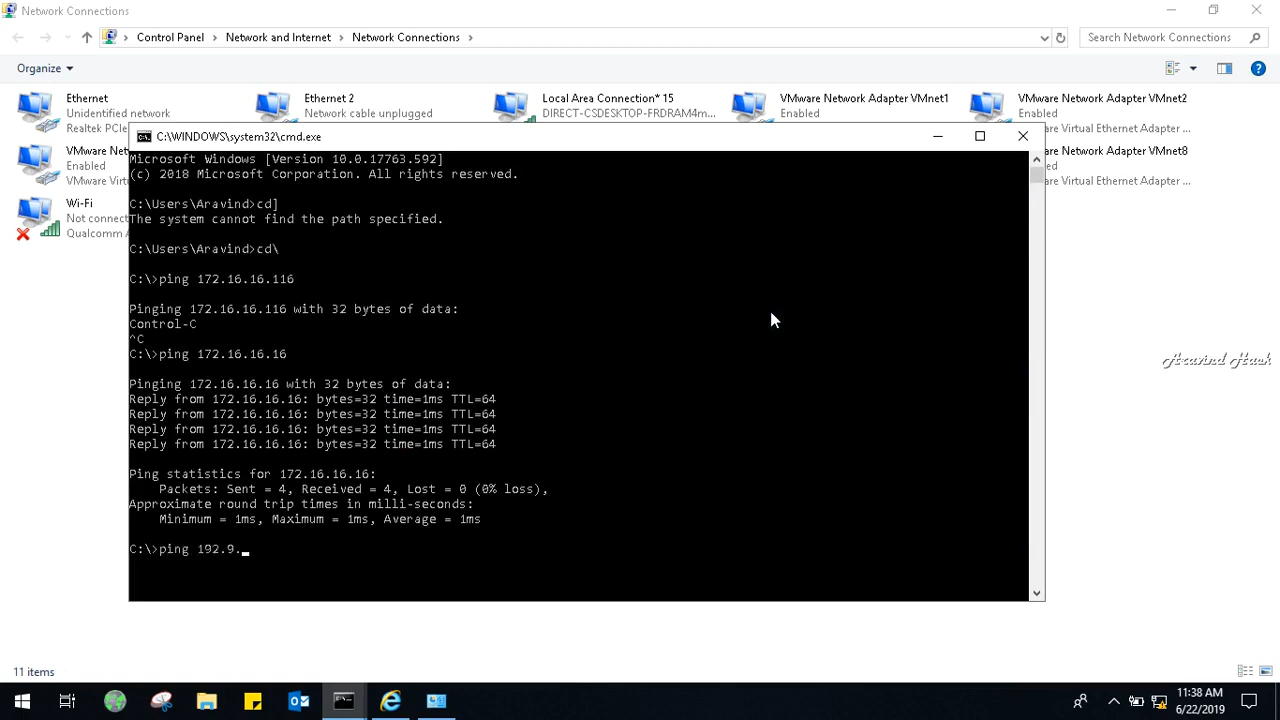 Network Connections
Control Panel > Network and Internet > Network Connections >
Search Network Connections
Organize
Ethernet
Unidentified network
Realtek PCIe
Ethernet 2
Network cable unplugged
Local Area Connection* 15
DIRECT-CSDESKTOP-FRDRAM4m...
VMware Network Adapter VMnet1
Enabled
VMware Network Adapter VMnet2
Enabled
Virtual Ethernet Adapter ...
VMware Net
Enabled
VMware Virt
VMware Network Adapter VMnet8
Virtual Ethernet Adapter ...
Wi-Fi
Not connect
Qualcomm A
C:\WINDOWS\system32\cmd.exe
Microsoft Windows [Version 10.0.17763.592]
(c) 2018 Microsoft Corporation. All rights reserved.
C:\Users\Aravind>cd]
The system cannot find the path specified.
C:\Users\Aravind>cd\
C:\>ping 172.16.16.116
Pinging 172.16.16.116 with 32 bytes of data:
Control-C
^C
C:\>ping 172.16.16.16
Pinging 172.16.16.16 with 32 bytes of data:
Reply from 172.16.16.16: bytes=32 time=1ms TTL=64
Reply from 172.16.16.16: bytes=32 time=1ms TTL=64
Reply from 172.16.16.16: bytes=32 time=1ms TTL=64
Reply from 172.16.16.16: bytes=32 time=1ms TTL=64
Ping statistics for 172.16.16.16:
Packets: Sent = 4, Received = 4, Lost = 0 (0% loss),
Approximate round trip times in milli-seconds:
Minimum = 1ms, Maximum = 1ms, Average = 1ms
C:\>ping 192.9._
Aravind Hack
11 items
11:38 AM
6/22/2019